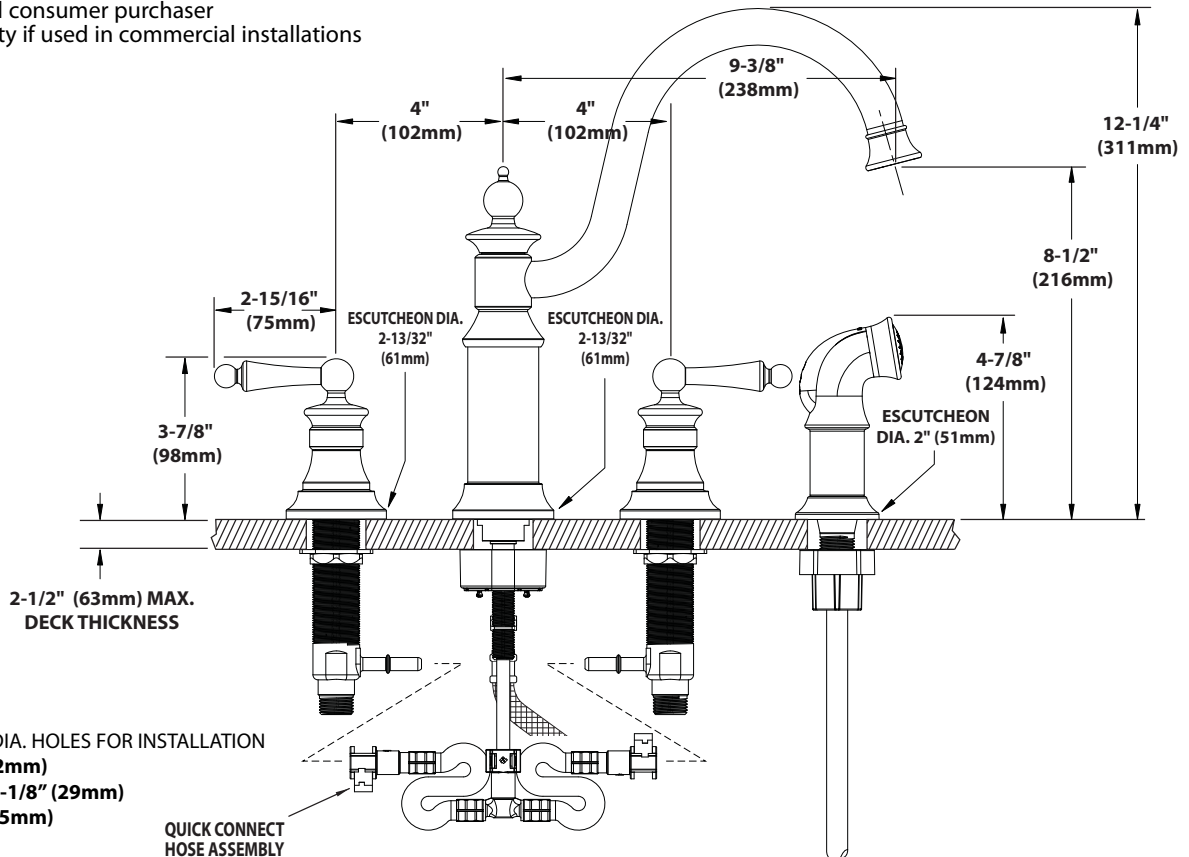 consumer purchaser
if used in commercial installations
9-3/8"
(238mm)
4"
(102mm)
4"
(102mm)
12-1/4"
(311mm)
8-1/2"
(216mm)
2-15/16"
(75mm)
ESCUTCHEON DIA.
2-13/32"
(61mm)
ESCUTCHEON DIA.
2-13/32"
(61mm)
4-7/8"
(124mm)
3-7/8"
(98mm)
ESCUTCHEON
DIA. 2" (51mm)
2-1/2" (63mm) MAX.
DECK THICKNESS
DIA. HOLES FOR INSTALLATION
2mm)
-1/8” (29mm)
5mm)
QUICK CONNECT
HOSE ASSEMBLY